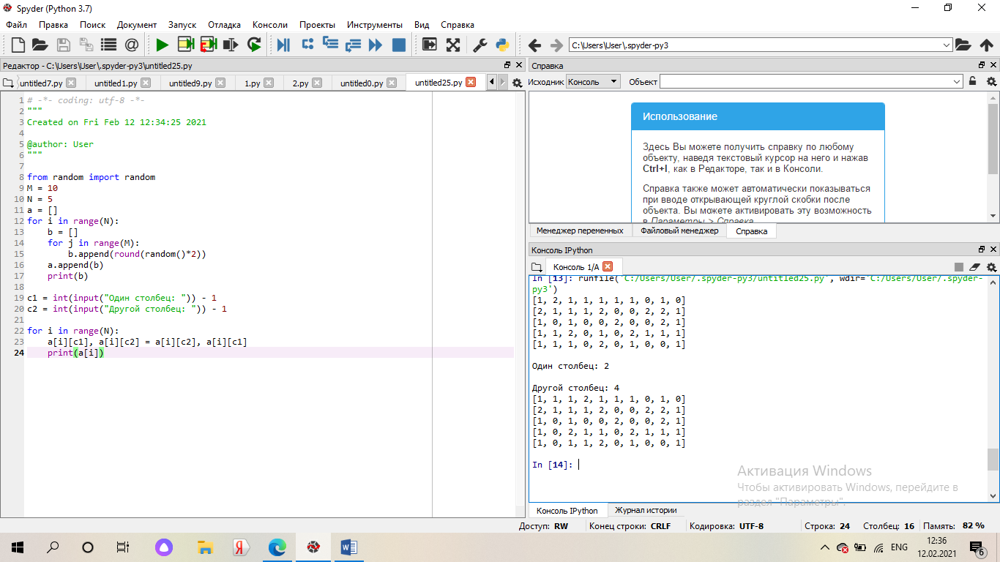 Spyder (Python 3.7)
Файл Правка Поиск Документ Запуск Отладка Консоли Проекты Инструменты Вид Справка
C:\Users\User\.spyder-py3
Редактор - C:\Users\User\.spyder-py3\untitled25.py
untitled7.py untitled1.py untitled9.py 1.py 2.py untitled0.py untitled25.py
1 # -*- coding: utf-8 -*-
2 """
3 Created on Fri Feb 12 12:34:25 2021
4
5 @author: User
6 """
7
8 from random import random
9 M = 10
10 N = 5
11 a = []
12 for i in range(N):
13     b = []
14     for j in range(M):
15         b.append(round(random()*2))
16     a.append(b)
17     print(b)
18
19 c1 = int(input("Один столбец: ")) - 1
20 c2 = int(input("Другой столбец: ")) - 1
21
22 for i in range(N):
23     a[i][c1], a[i][c2] = a[i][c2], a[i][c1]
24     print(a[i])
Справка
Исходник Консоль Объект
Использование
Здесь Вы можете получить справку по любому
объекту, наведя текстовый курсор на него и нажав
Ctrl+I, как в Редакторе, так и в Консоли.
Справка также может автоматически показываться
при вводе открывающей круглой скобки после
объекта. Вы можете активировать эту возможность
в Параметры > Справка
Менеджер переменных Файловый менеджер Справка
Консоль IPython
Консоль 1/A
In [13]: runfile('C:/Users/User/.spyder-py3/untitled25.py', wdir='C:/Users/User/.spyder-
py3')
[1, 2, 1, 1, 1, 1, 1, 0, 1, 0]
[2, 1, 1, 1, 2, 0, 0, 2, 2, 1]
[1, 0, 1, 0, 0, 2, 0, 0, 2, 1]
[1, 1, 2, 0, 1, 0, 2, 1, 1, 1]
[1, 1, 1, 0, 2, 0, 1, 0, 0, 1]
Один столбец: 2
Другой столбец: 4
[1, 1, 1, 2, 1, 1, 1, 0, 1, 0]
[2, 1, 1, 1, 2, 0, 0, 2, 2, 1]
[1, 0, 1, 0, 0, 2, 0, 0, 2, 1]
[1, 0, 2, 1, 1, 0, 2, 1, 1, 1]
[1, 0, 1, 1, 2, 0, 1, 0, 0, 1]
In [14]:
Активация Windows
Чтобы активировать Windows, перейдите в
раздел "Параметры".
Консоль IPython Журнал истории
Доступ: RW Конец строки: CRLF Кодировка: UTF-8 Строка: 24 Столбец: 16 Память: 82 %
ENG
12:36
12.02.2021
6